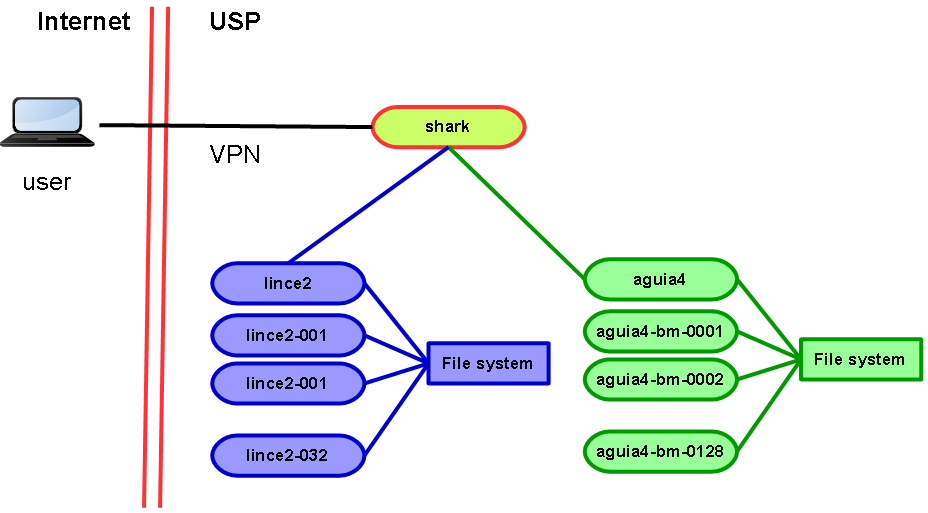 Internet
USP
shark
VPN
user
lince2
aguia4
lince2-001
aguia4-bm-0001
File system
File system
lince2-001
aguia4-bm-0002
lince2-032
aguia4-bm-0128